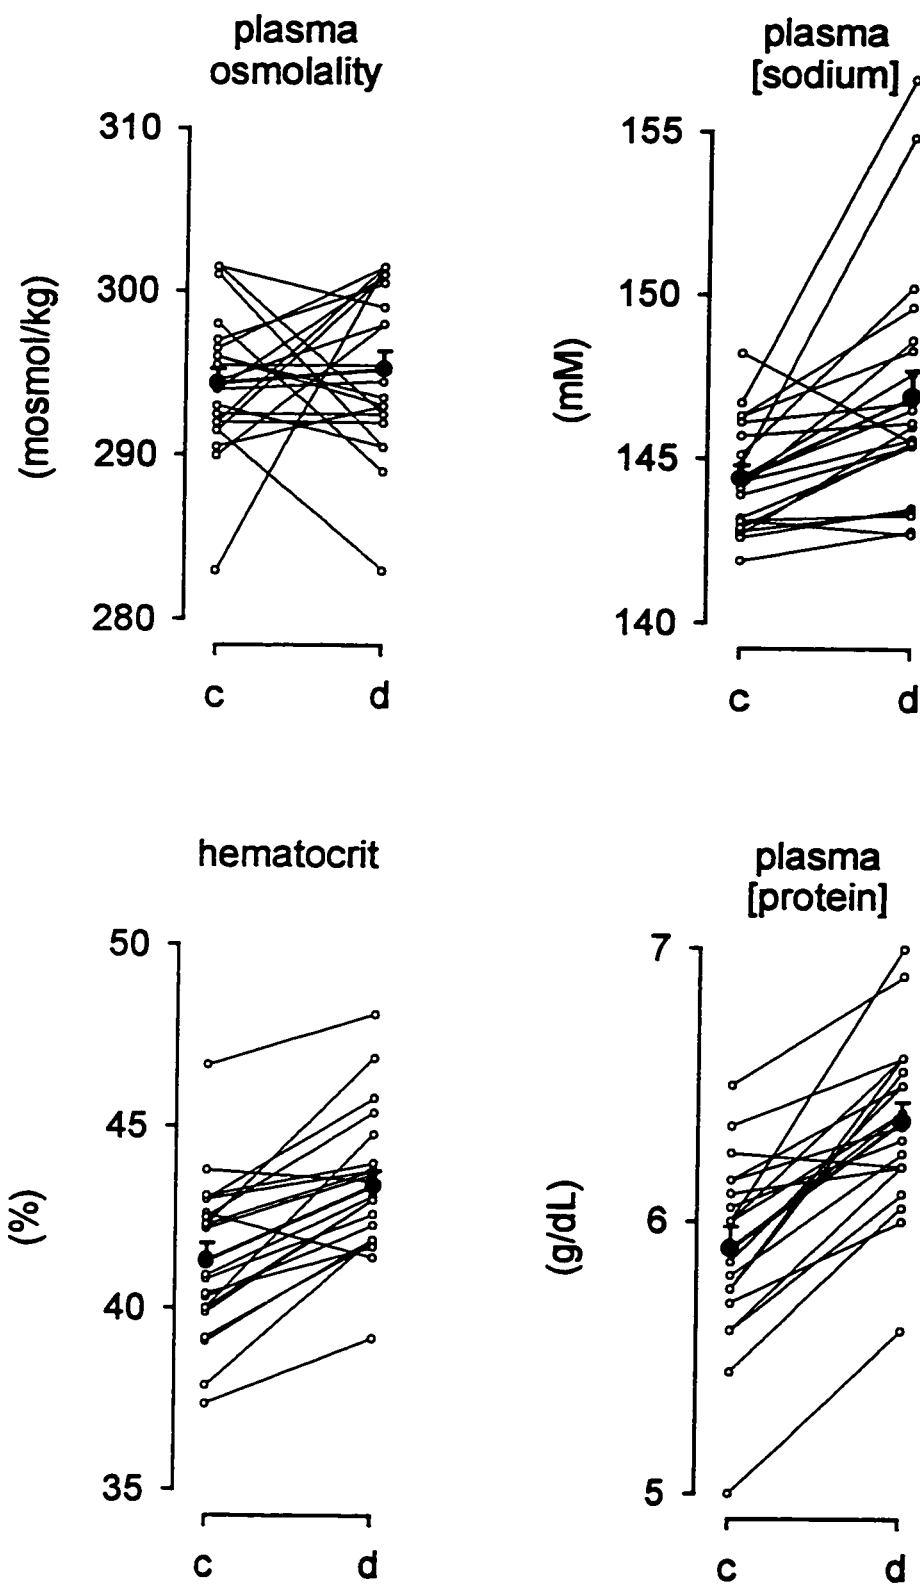 plasma
osmolality
(mosmol/kg)
310
300
290
280
c d
plasma
[sodium]
(mM)
155
150
145
140
c d
hematocrit
(%)
50
45
40
35
c d
plasma
[protein]
(g/dL)
7
6
5
c d